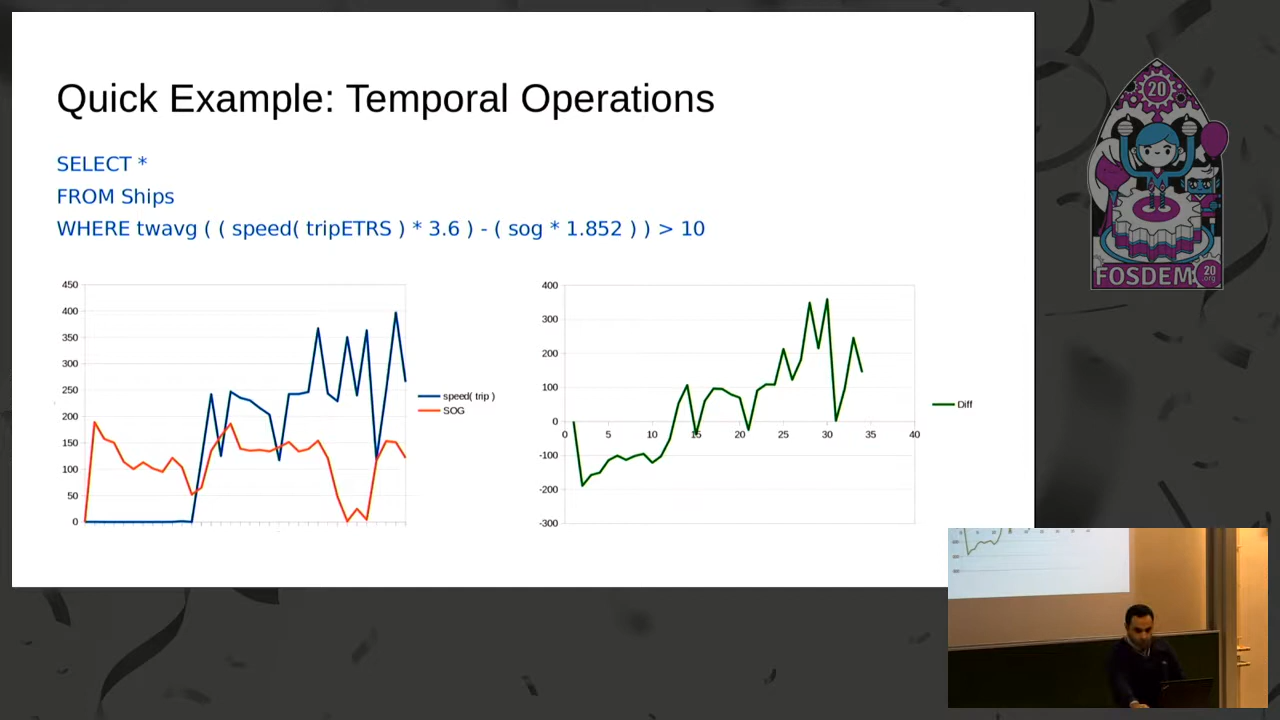 Quick Example: Temporal Operations
SELECT *
FROM Ships
WHERE twavg ( ( speed( tripETRS ) * 3.6 ) - ( sog * 1.852 ) ) > 10
450
400
350
300
250
200
150
100
50
0
speed( trip )
SOG
400
300
200
100
0
-100
-200
-300
0 5 10 15 20 25 30 35 40
Diff
20
FOSDEM 20
.org